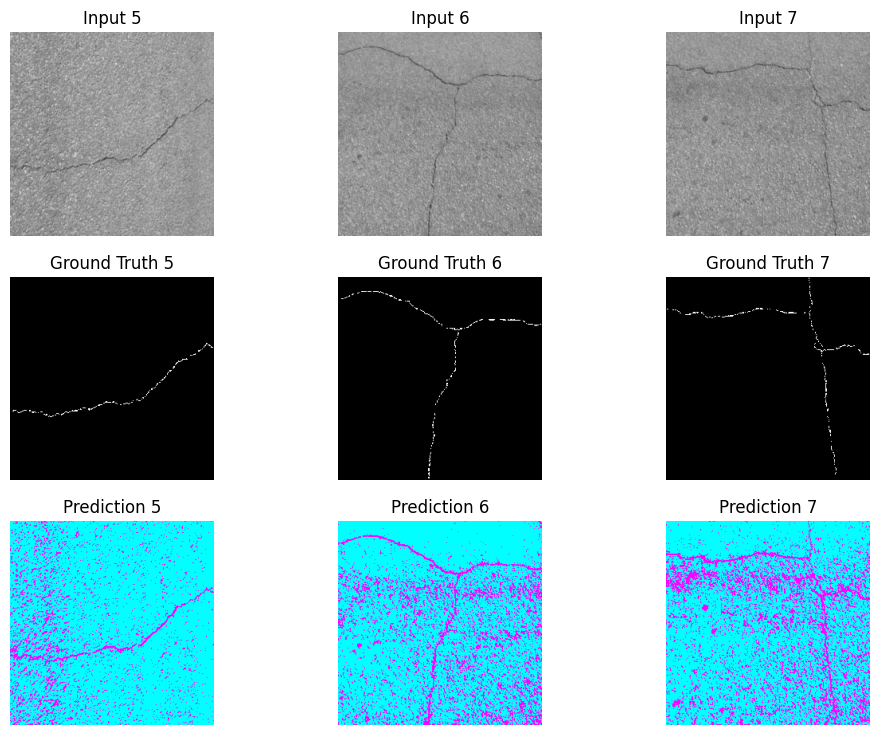 Input 5
Input 6
Input 7
Ground Truth 5
Ground Truth 6
Ground Truth 7
Prediction 5
Prediction 6
Prediction 7